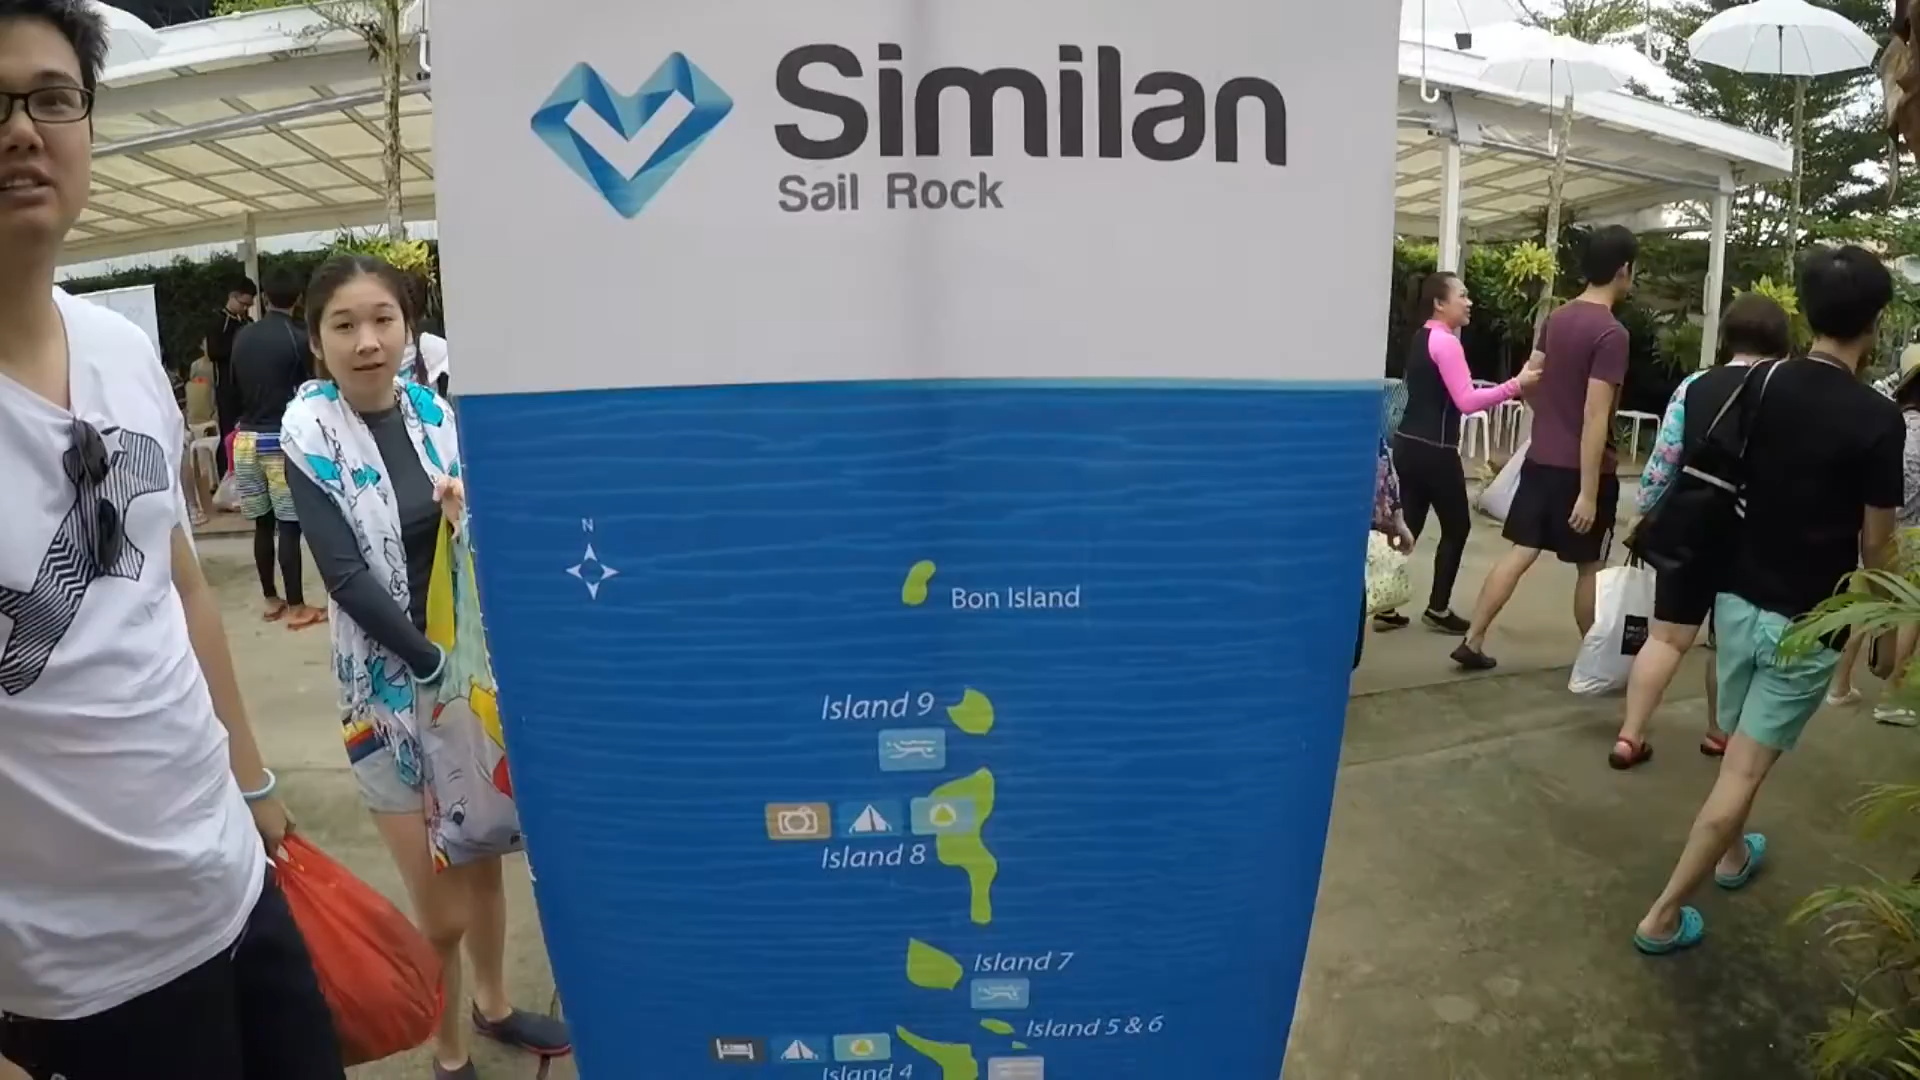 Similan
Sail Rock
N
Bon Island
Island 9
Island 8
Island 7
Island 5 & 6
Island 4